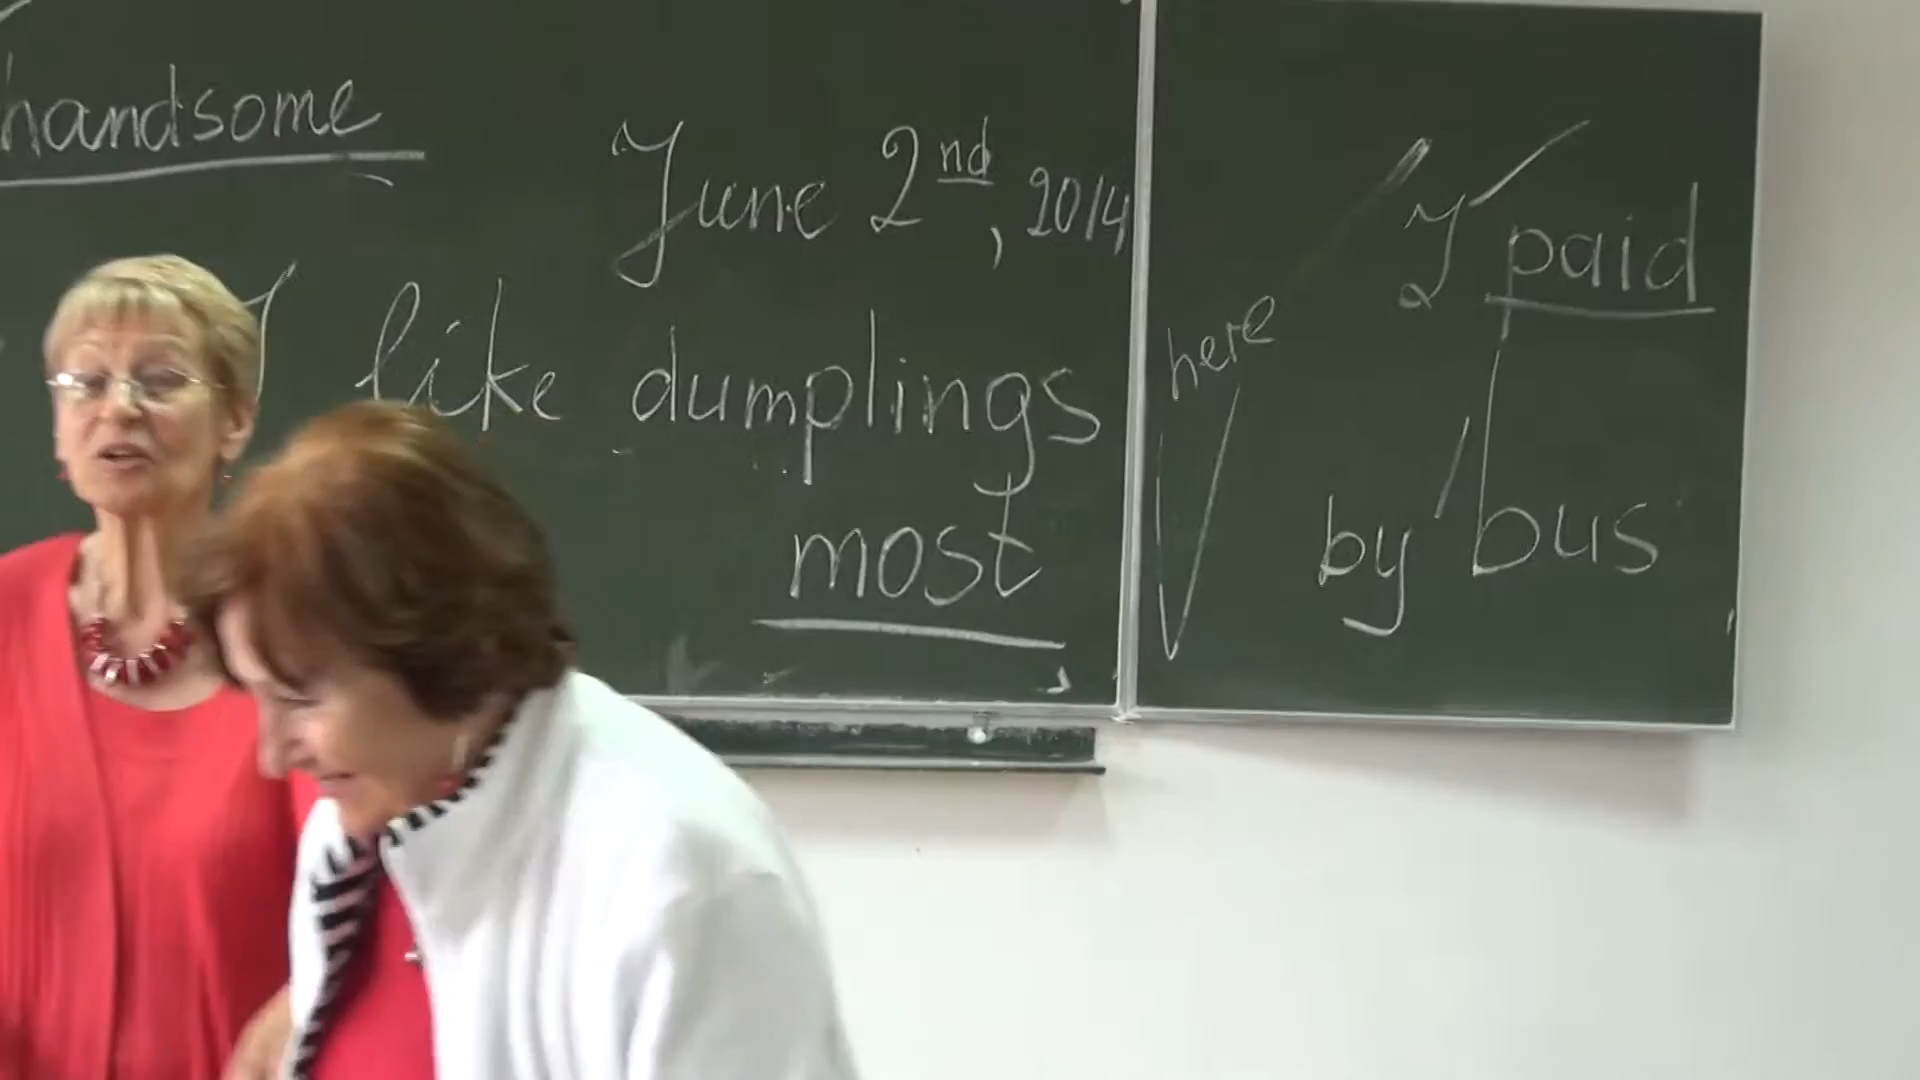 handsome
June 2nd, 2014
I like dumplings
most
I paid
here
by bus